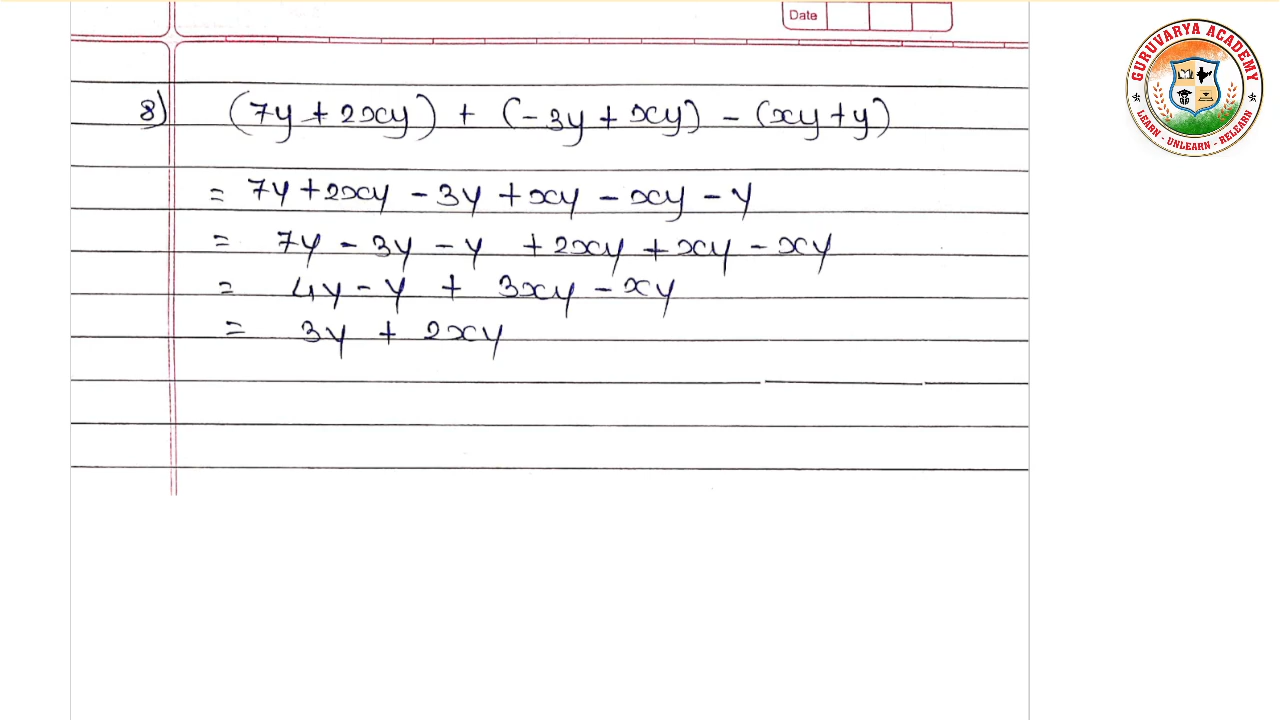 Date
GURUVARYA ACADEMY
LEARN - UNLEARN - RELEARN
8) (7y + 2xy) + (-3y + xy) - (xy + y)
= 7y + 2xy - 3y + xy - xy - y
= 7y - 3y - y + 2xy + xy - xy
= 4y - y + 3xy - xy
= 3y + 2xy